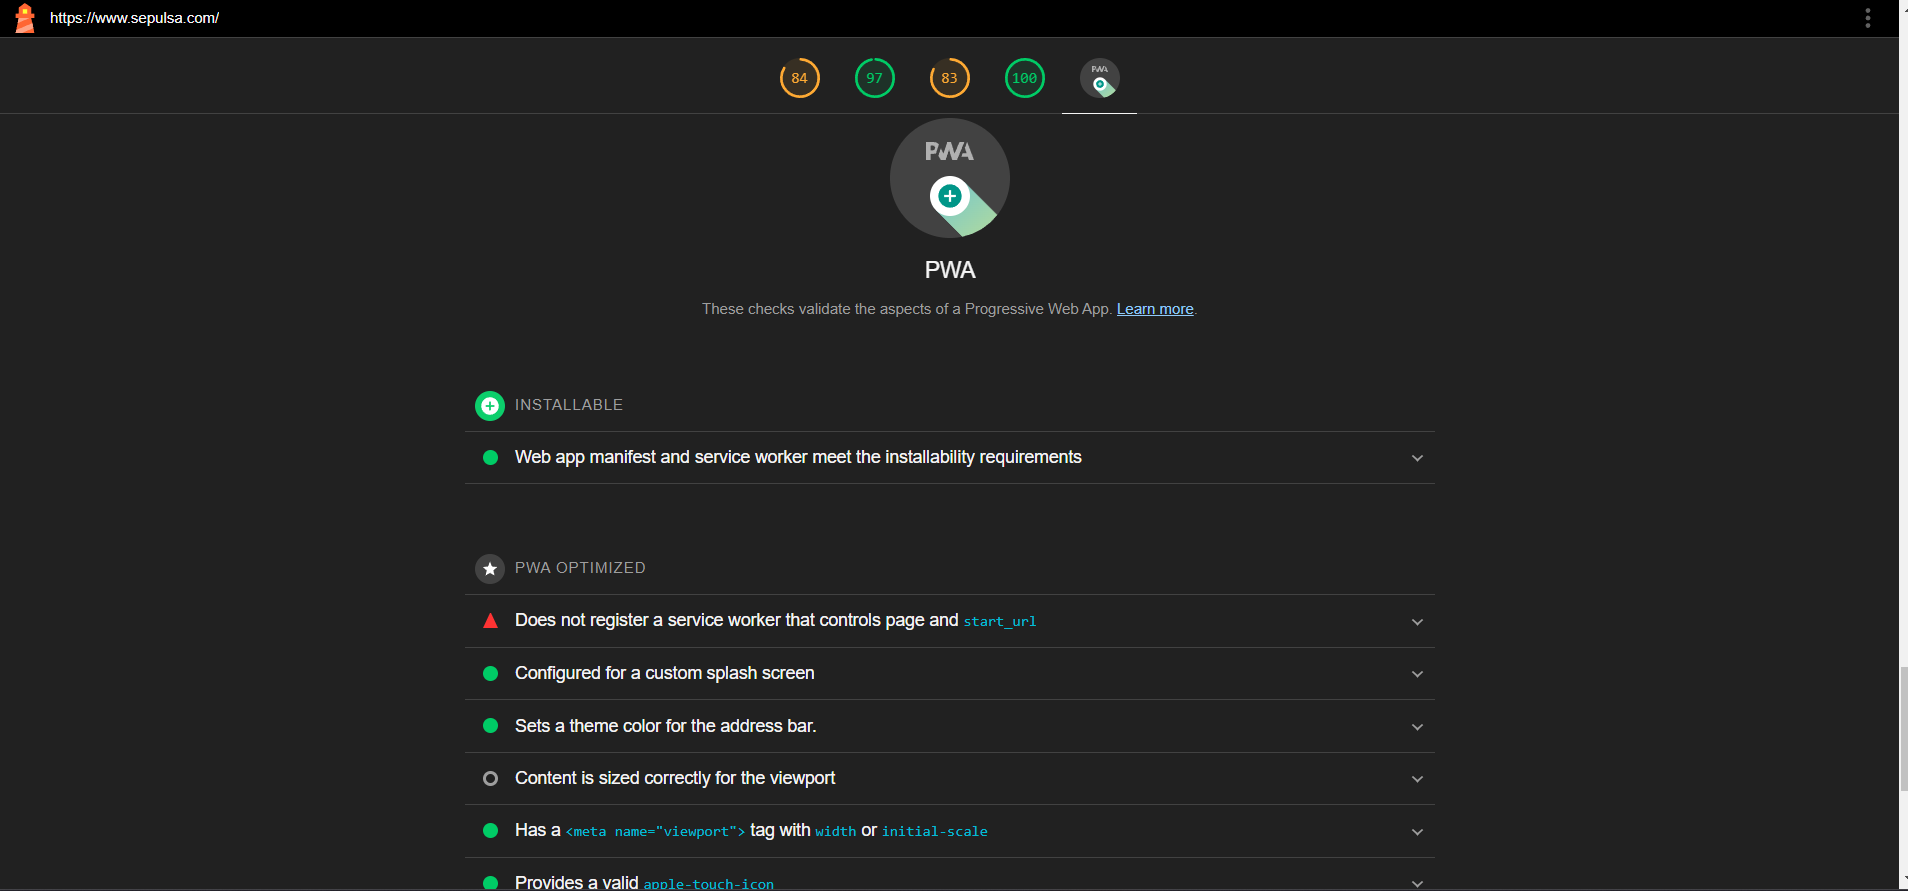 https://www.sepulsa.com/
84 97 83 100 PWA
PWA
PWA
These checks validate the aspects of a Progressive Web App. Learn more.
INSTALLABLE
Web app manifest and service worker meet the installability requirements
PWA OPTIMIZED
Does not register a service worker that controls page and start_url
Configured for a custom splash screen
Sets a theme color for the address bar.
Content is sized correctly for the viewport
Has a <meta name="viewport"> tag with width or initial-scale
Provides a valid apple-touch-icon